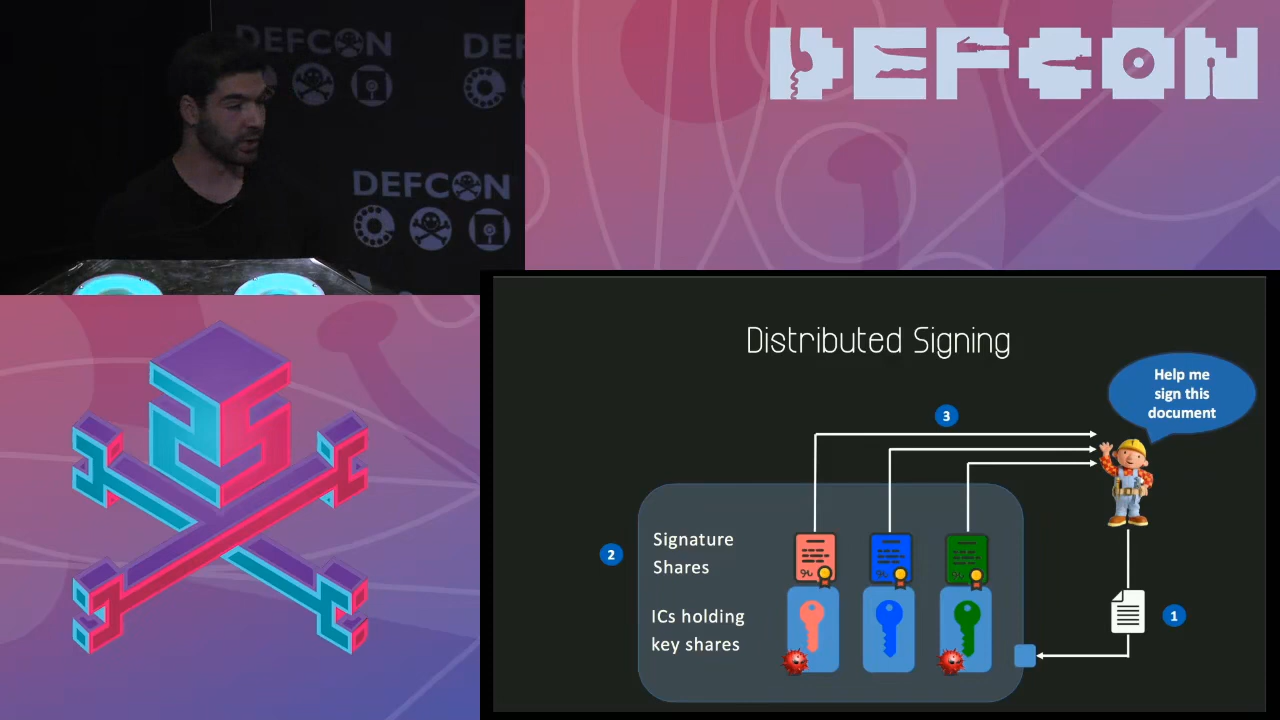 DEFCON
DEF
DEFCON
DEFCON
Distributed Signing
Help me
sign this
document
3
2
Signature
Shares
ICs holding
key shares
1